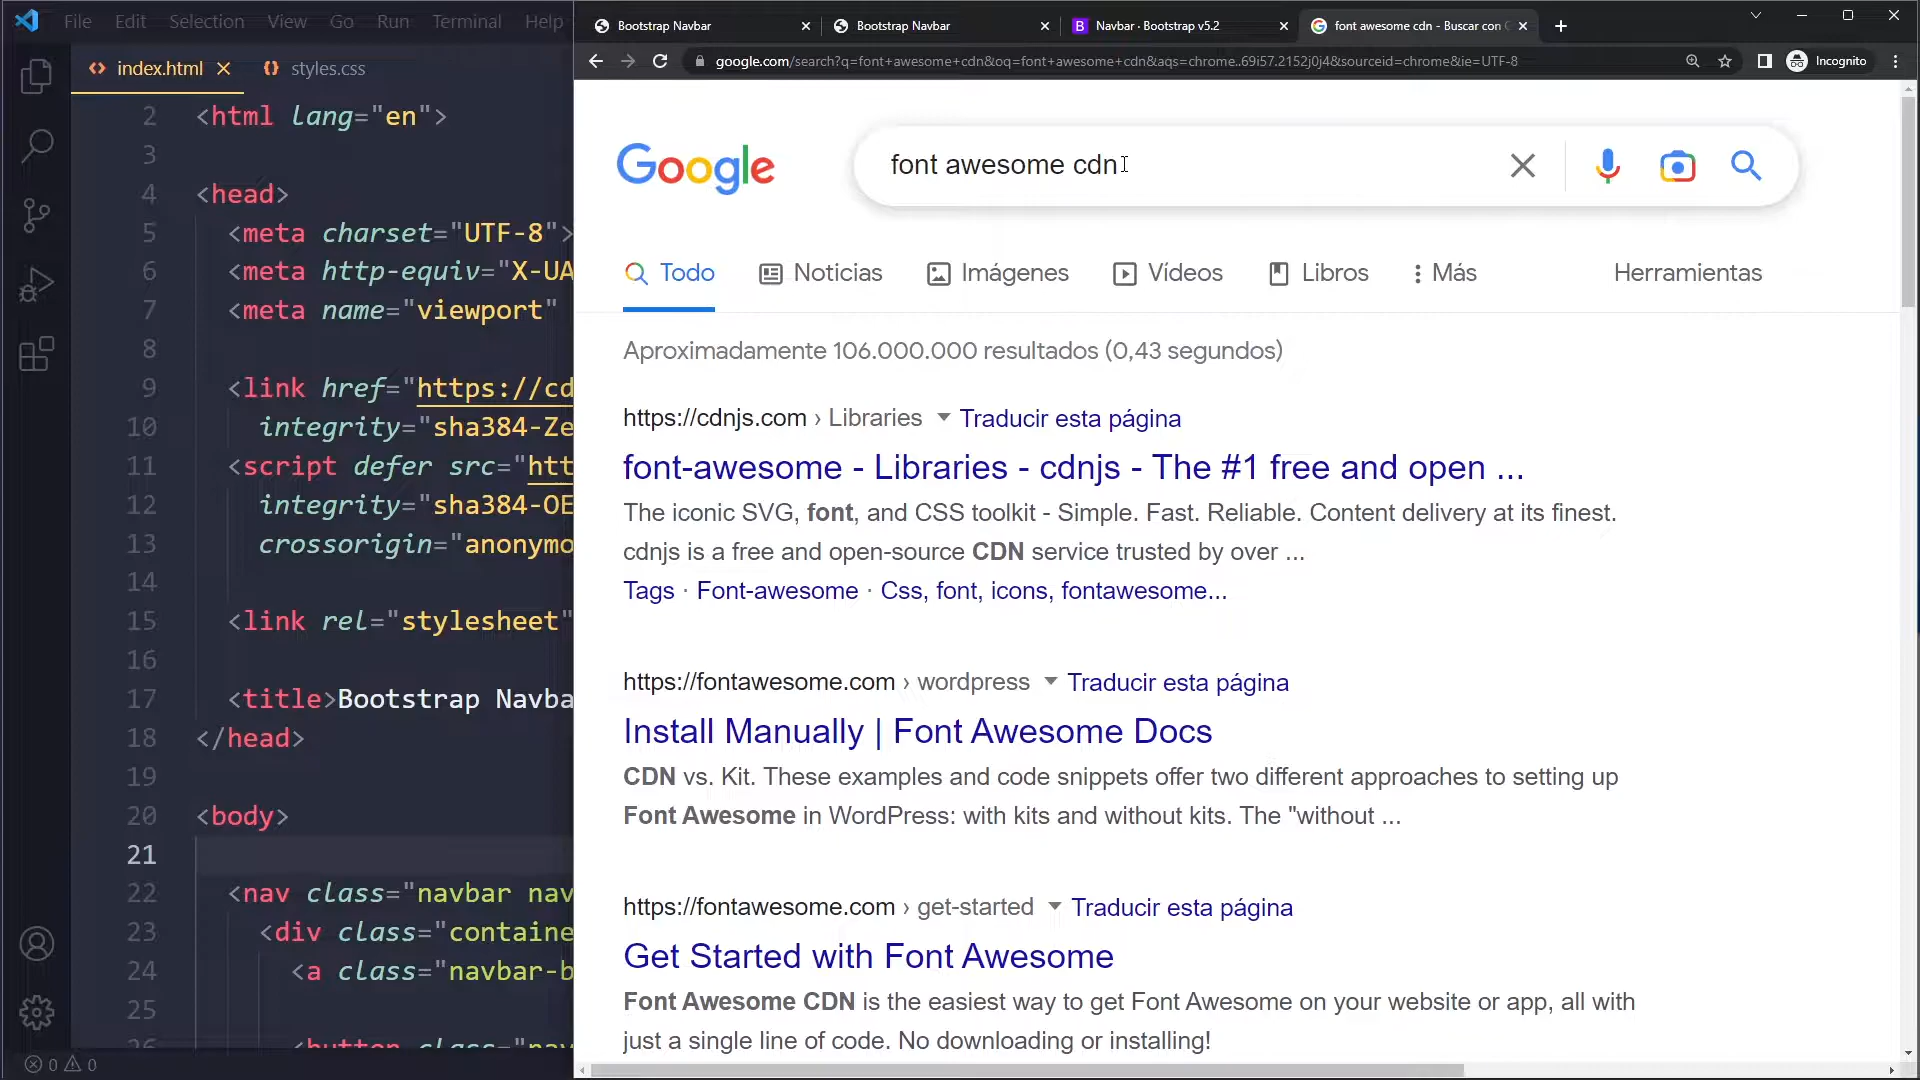 File Edit Selection View Go Run Terminal Help
index.html
styles.css
2 <html lang="en">
3
4 <head>
5 <meta charset="UTF-8">
6 <meta http-equiv="X-UA
7 <meta name="viewport"
8
9 <link href="https://cd
10 integrity="sha384-Ze
11 <script defer src="htt
12 integrity="sha384-OE
13 crossorigin="anonymo
14
15 <link rel="stylesheet"
16
17 <title>Bootstrap Navba
18 </head>
19
20 <body>
21
22 <nav class="navbar nav
23 <div class="containe
24 <a class="navbar-b
25
26 <button class="nav
0 0
Bootstrap Navbar
Bootstrap Navbar
B Navbar · Bootstrap v5.2
font awesome cdn - Buscar con G
google.com/search?q=font+awesome+cdn&oq=font+awesome+cdn&aqs=chrome..69i57.2152j0j4&sourceid=chrome&ie=UTF-8
Incognito
Google
font awesome cdn
Todo Noticias Imágenes Vídeos Libros Más Herramientas
Aproximadamente 106.000.000 resultados (0,43 segundos)
https://cdnjs.com › Libraries Traducir esta página
font-awesome - Libraries - cdnjs - The #1 free and open ...
The iconic SVG, font, and CSS toolkit - Simple. Fast. Reliable. Content delivery at its finest.
cdnjs is a free and open-source CDN service trusted by over ...
Tags · Font-awesome · Css, font, icons, fontawesome...
https://fontawesome.com › wordpress Traducir esta página
Install Manually | Font Awesome Docs
CDN vs. Kit. These examples and code snippets offer two different approaches to setting up
Font Awesome in WordPress: with kits and without kits. The "without ...
https://fontawesome.com › get-started Traducir esta página
Get Started with Font Awesome
Font Awesome CDN is the easiest way to get Font Awesome on your website or app, all with
just a single line of code. No downloading or installing!